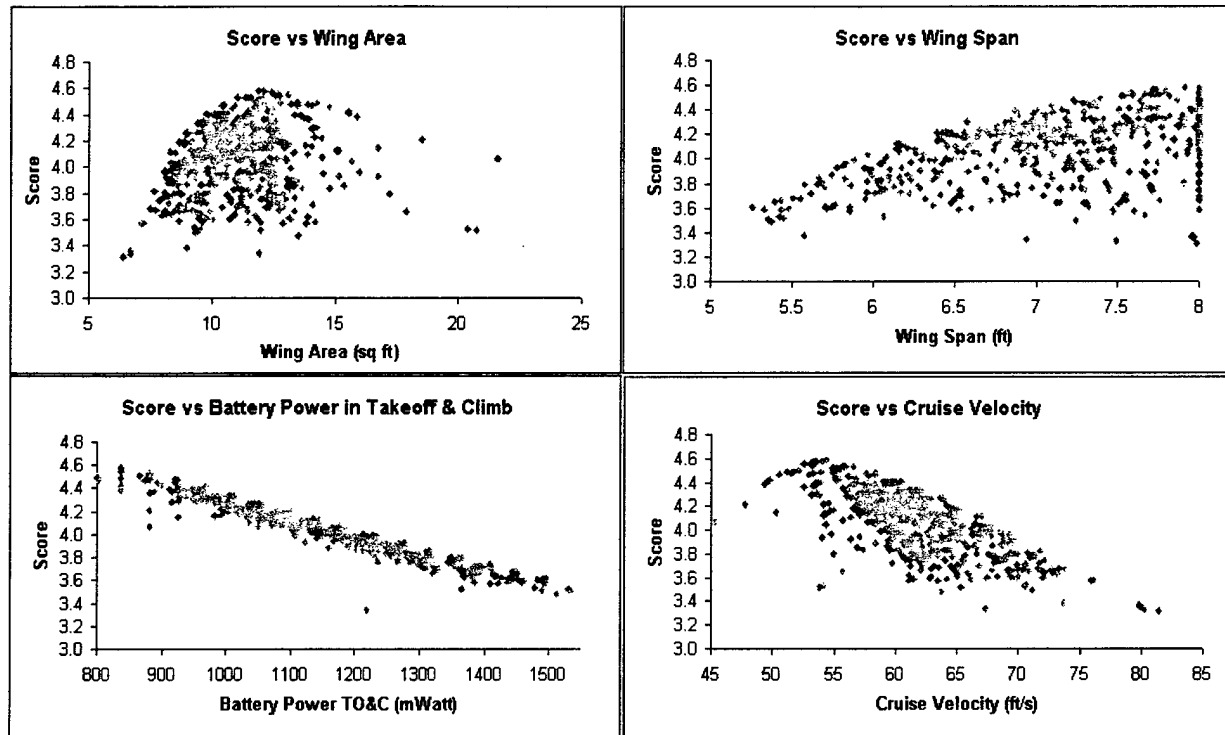 Score vs Wing Area
4.8
4.6
4.4
4.2
4.0
3.8
3.6
3.4
3.2
3.0
Score
5 10 15 20 25
Wing Area (sq ft)
Score vs Wing Span
4.8
4.6
4.4
4.2
4.0
3.8
3.6
3.4
3.2
3.0
Score
5 5.5 6 6.5 7 7.5 8
Wing Span (ft)
Score vs Battery Power in Takeoff & Climb
4.8
4.6
4.4
4.2
4.0
3.8
3.6
3.4
3.2
3.0
Score
800 900 1000 1100 1200 1300 1400 1500
Battery Power TO&C (mWatt)
Score vs Cruise Velocity
4.8
4.6
4.4
4.2
4.0
3.8
3.6
3.4
3.2
3.0
Score
45 50 55 60 65 70 75 80 85
Cruise Velocity (ft/s)